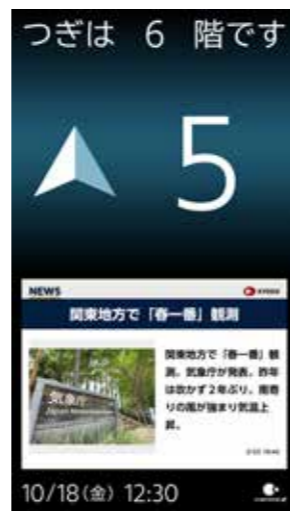 つぎは 6 階です
5
NEWS
関東地方で「春一番」観測
関東地方で「春一番」観
測。気象庁が発表。昨年
は吹かず2年ぶり。南寄
りの風が強まり気温上
昇。
気象庁
Japan Meteorological
10/18(金) 12:30